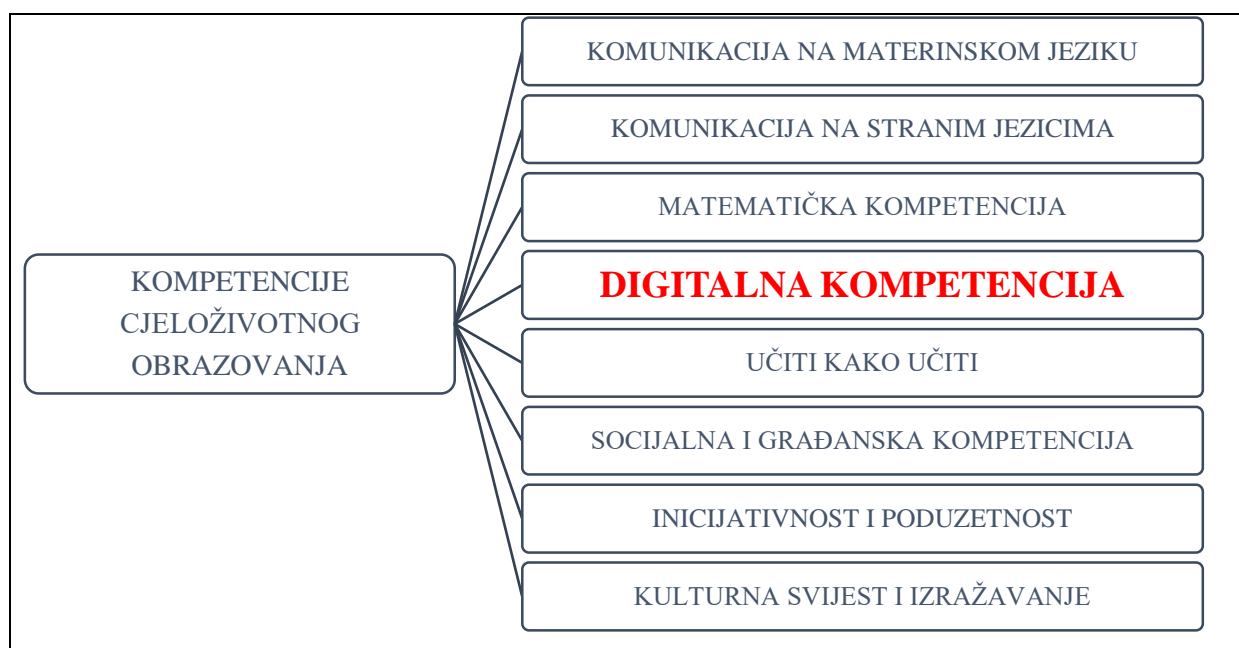 KOMPETENCIJE
CJELOŽIVOTNOG
OBRAZOVANJA
KOMUNIKACIJA NA MATERINSKOM JEZIKU
KOMUNIKACIJA NA STRANIM JEZICIMA
MATEMATIČKA KOMPETENCIJA
DIGITALNA KOMPETENCIJA
UČITI KAKO UČITI
SOCIJALNA I GRAĐANSKA KOMPETENCIJA
INICIJATIVNOST I PODUZETNOST
KULTURNA SVIJEST I IZRAŽAVANJE